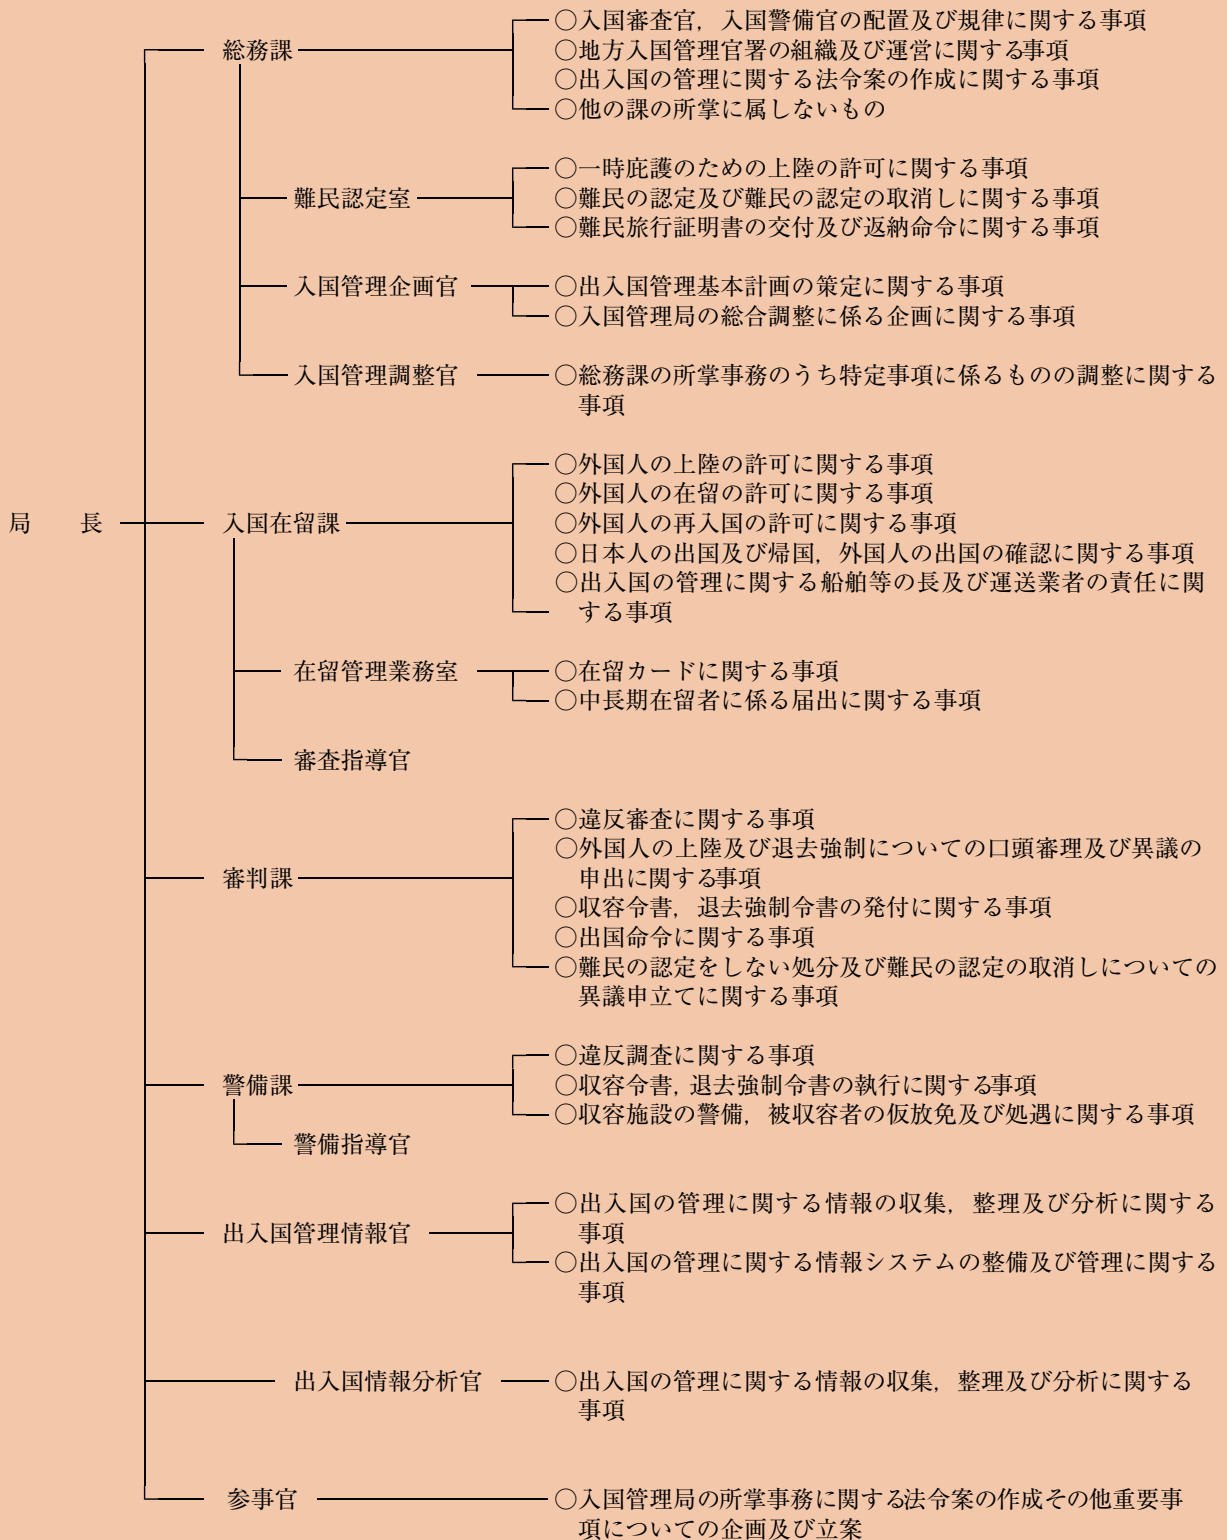 総務課
○入国審査官，入国警備官の配置及び規律に関する事項
○地方入国管理官署の組織及び運営に関する事項
○出入国の管理に関する法令案の作成に関する事項
○他の課の所掌に属しないもの
難民認定室
○一時庇護のための上陸の許可に関する事項
○難民の認定及び難民の認定の取消しに関する事項
○難民旅行証明書の交付及び返納命令に関する事項
入国管理企画官
○出入国管理基本計画の策定に関する事項
○入国管理局の総合調整に係る企画に関する事項
入国管理調整官
○総務課の所掌事務のうち特定事項に係るものの調整に関する
事項
局　　長
入国在留課
○外国人の上陸の許可に関する事項
○外国人の在留の許可に関する事項
○外国人の再入国の許可に関する事項
○日本人の出国及び帰国，外国人の出国の確認に関する事項
○出入国の管理に関する船舶等の長及び運送業者の責任に関
する事項
在留管理業務室
○在留カードに関する事項
○中長期在留者に係る届出に関する事項
審査指導官
審判課
○違反審査に関する事項
○外国人の上陸及び退去強制についての口頭審理及び異議の
申出に関する事項
○収容令書，退去強制令書の発付に関する事項
○出国命令に関する事項
○難民の認定をしない処分及び難民の認定の取消しについての
異議申立てに関する事項
警備課
○違反調査に関する事項
○収容令書，退去強制令書の執行に関する事項
○収容施設の警備，被収容者の仮放免及び処遇に関する事項
警備指導官
出入国管理情報官
○出入国の管理に関する情報の収集，整理及び分析に関する
事項
○出入国の管理に関する情報システムの整備及び管理に関する
事項
出入国情報分析官
○出入国の管理に関する情報の収集，整理及び分析に関する
事項
参事官
○入国管理局の所掌事務に関する法令案の作成その他重要事
項についての企画及び立案